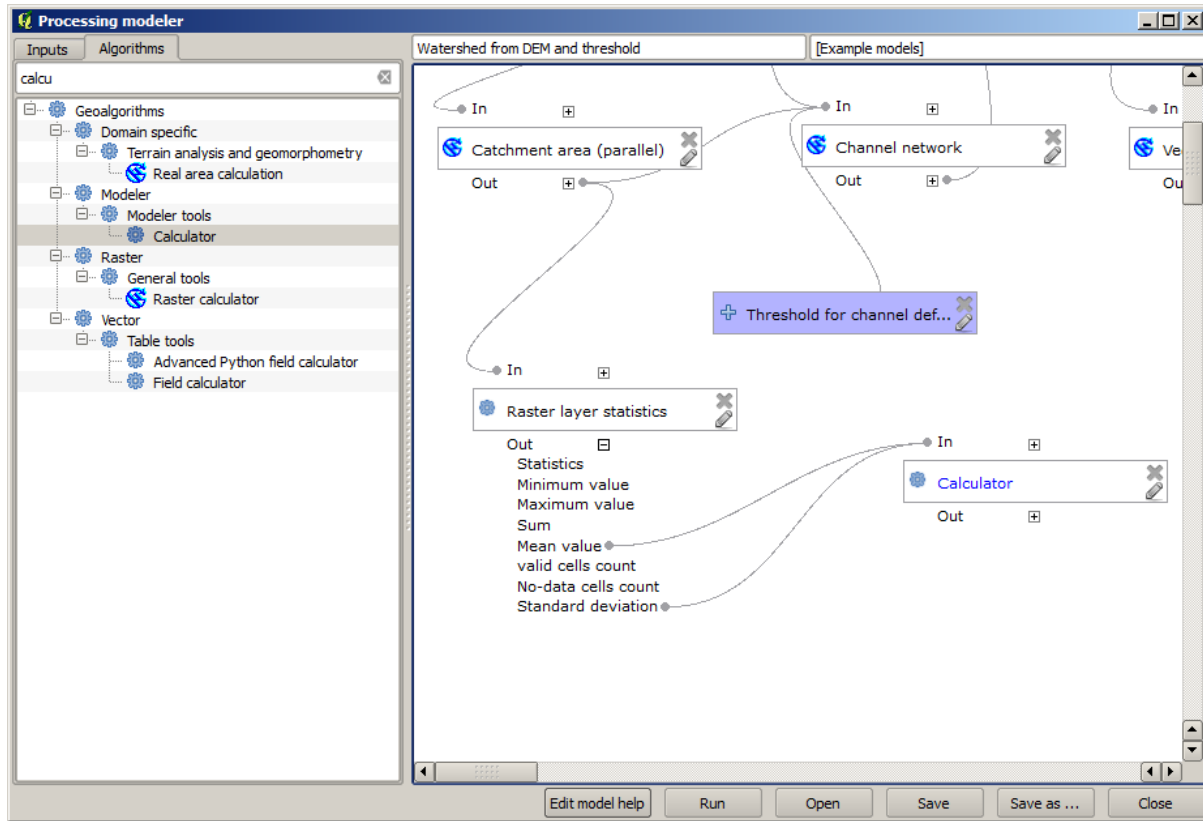 Processing modeler
Inputs
Algorithms
calcu
Geoalgorithms
Domain specific
Terrain analysis and geomorphometry
Real area calculation
Modeler
Modeler tools
Calculator
Raster
General tools
Raster calculator
Vector
Table tools
Advanced Python field calculator
Field calculator
Watershed from DEM and threshold
[Example models]
In
Catchment area (parallel)
Out
In
Channel network
Out
In
Ve
Ou
Threshold for channel def...
In
Raster layer statistics
Out
Statistics
Minimum value
Maximum value
Sum
Mean value
valid cells count
No-data cells count
Standard deviation
In
Calculator
Out
Edit model help
Run
Open
Save
Save as ...
Close